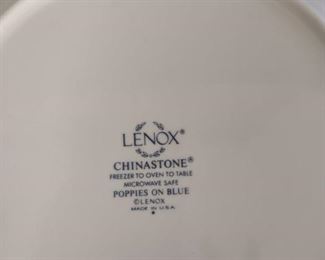 LENOX®
CHINASTONE®
FREEZER TO OVEN TO TABLE
MICROWAVE SAFE
POPPIES ON BLUE
©LENOX
MADE IN U.S.A.